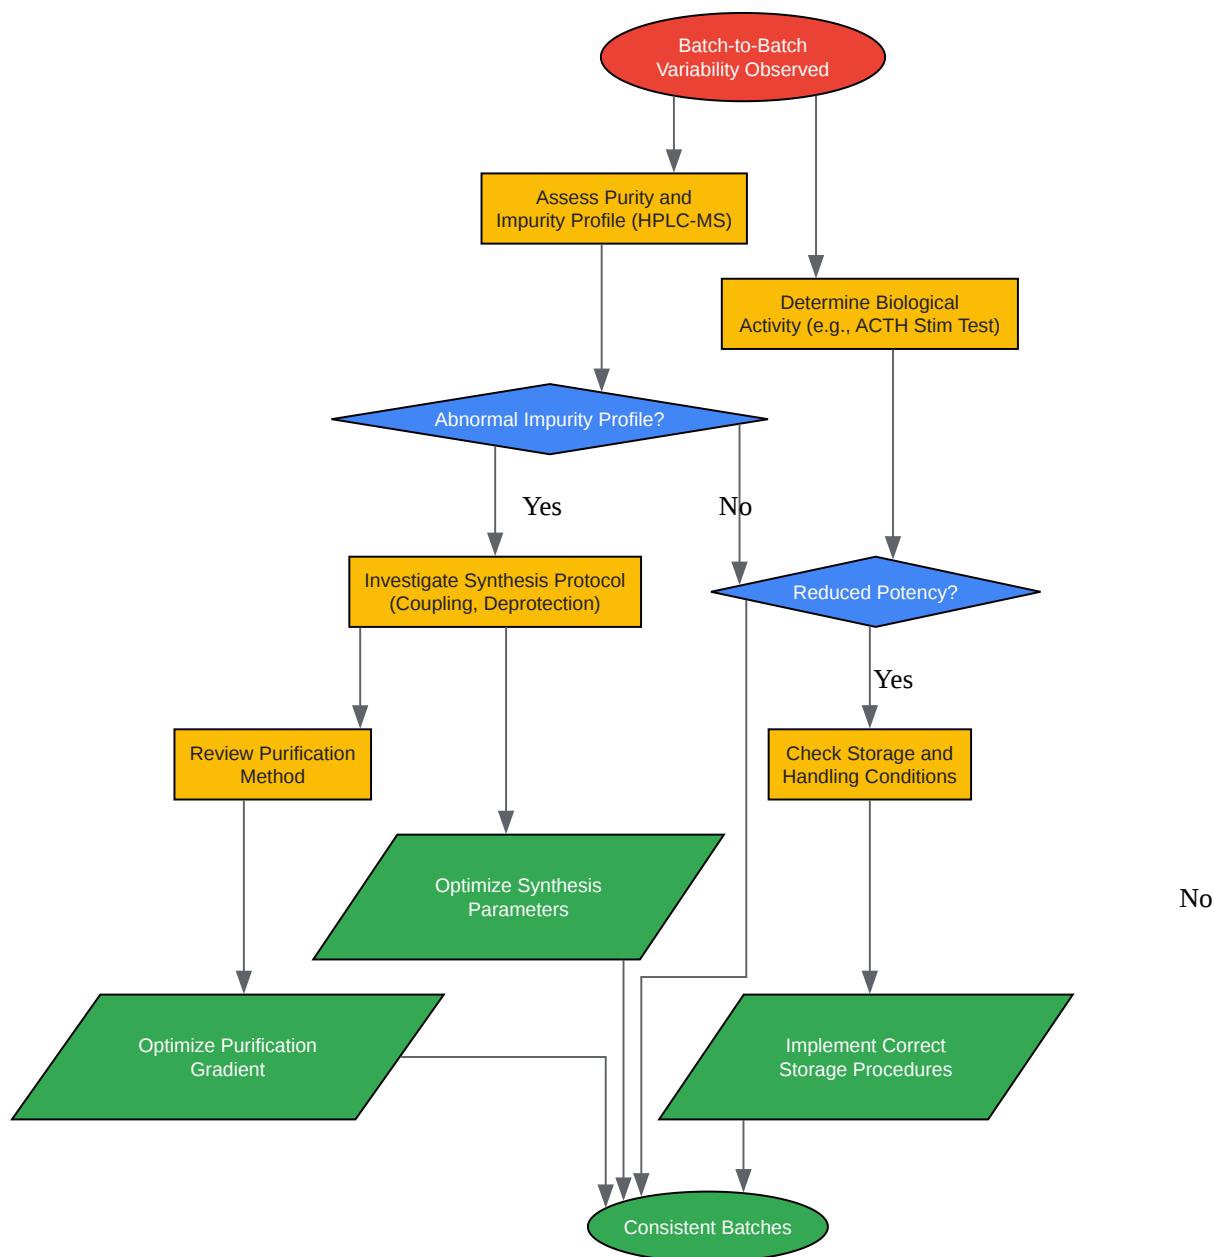 Batch-to-Batch
Variability Observed
Assess Purity and
Impurity Profile (HPLC-MS)
Determine Biological
Activity (e.g., ACTH Stim Test)
Abnormal Impurity Profile?
Yes
No
Investigate Synthesis Protocol
(Coupling, Deprotection)
Reduced Potency?
Yes
Review Purification
Method
Check Storage and
Handling Conditions
Optimize Synthesis
Parameters
No
Optimize Purification
Gradient
Implement Correct
Storage Procedures
Consistent Batches